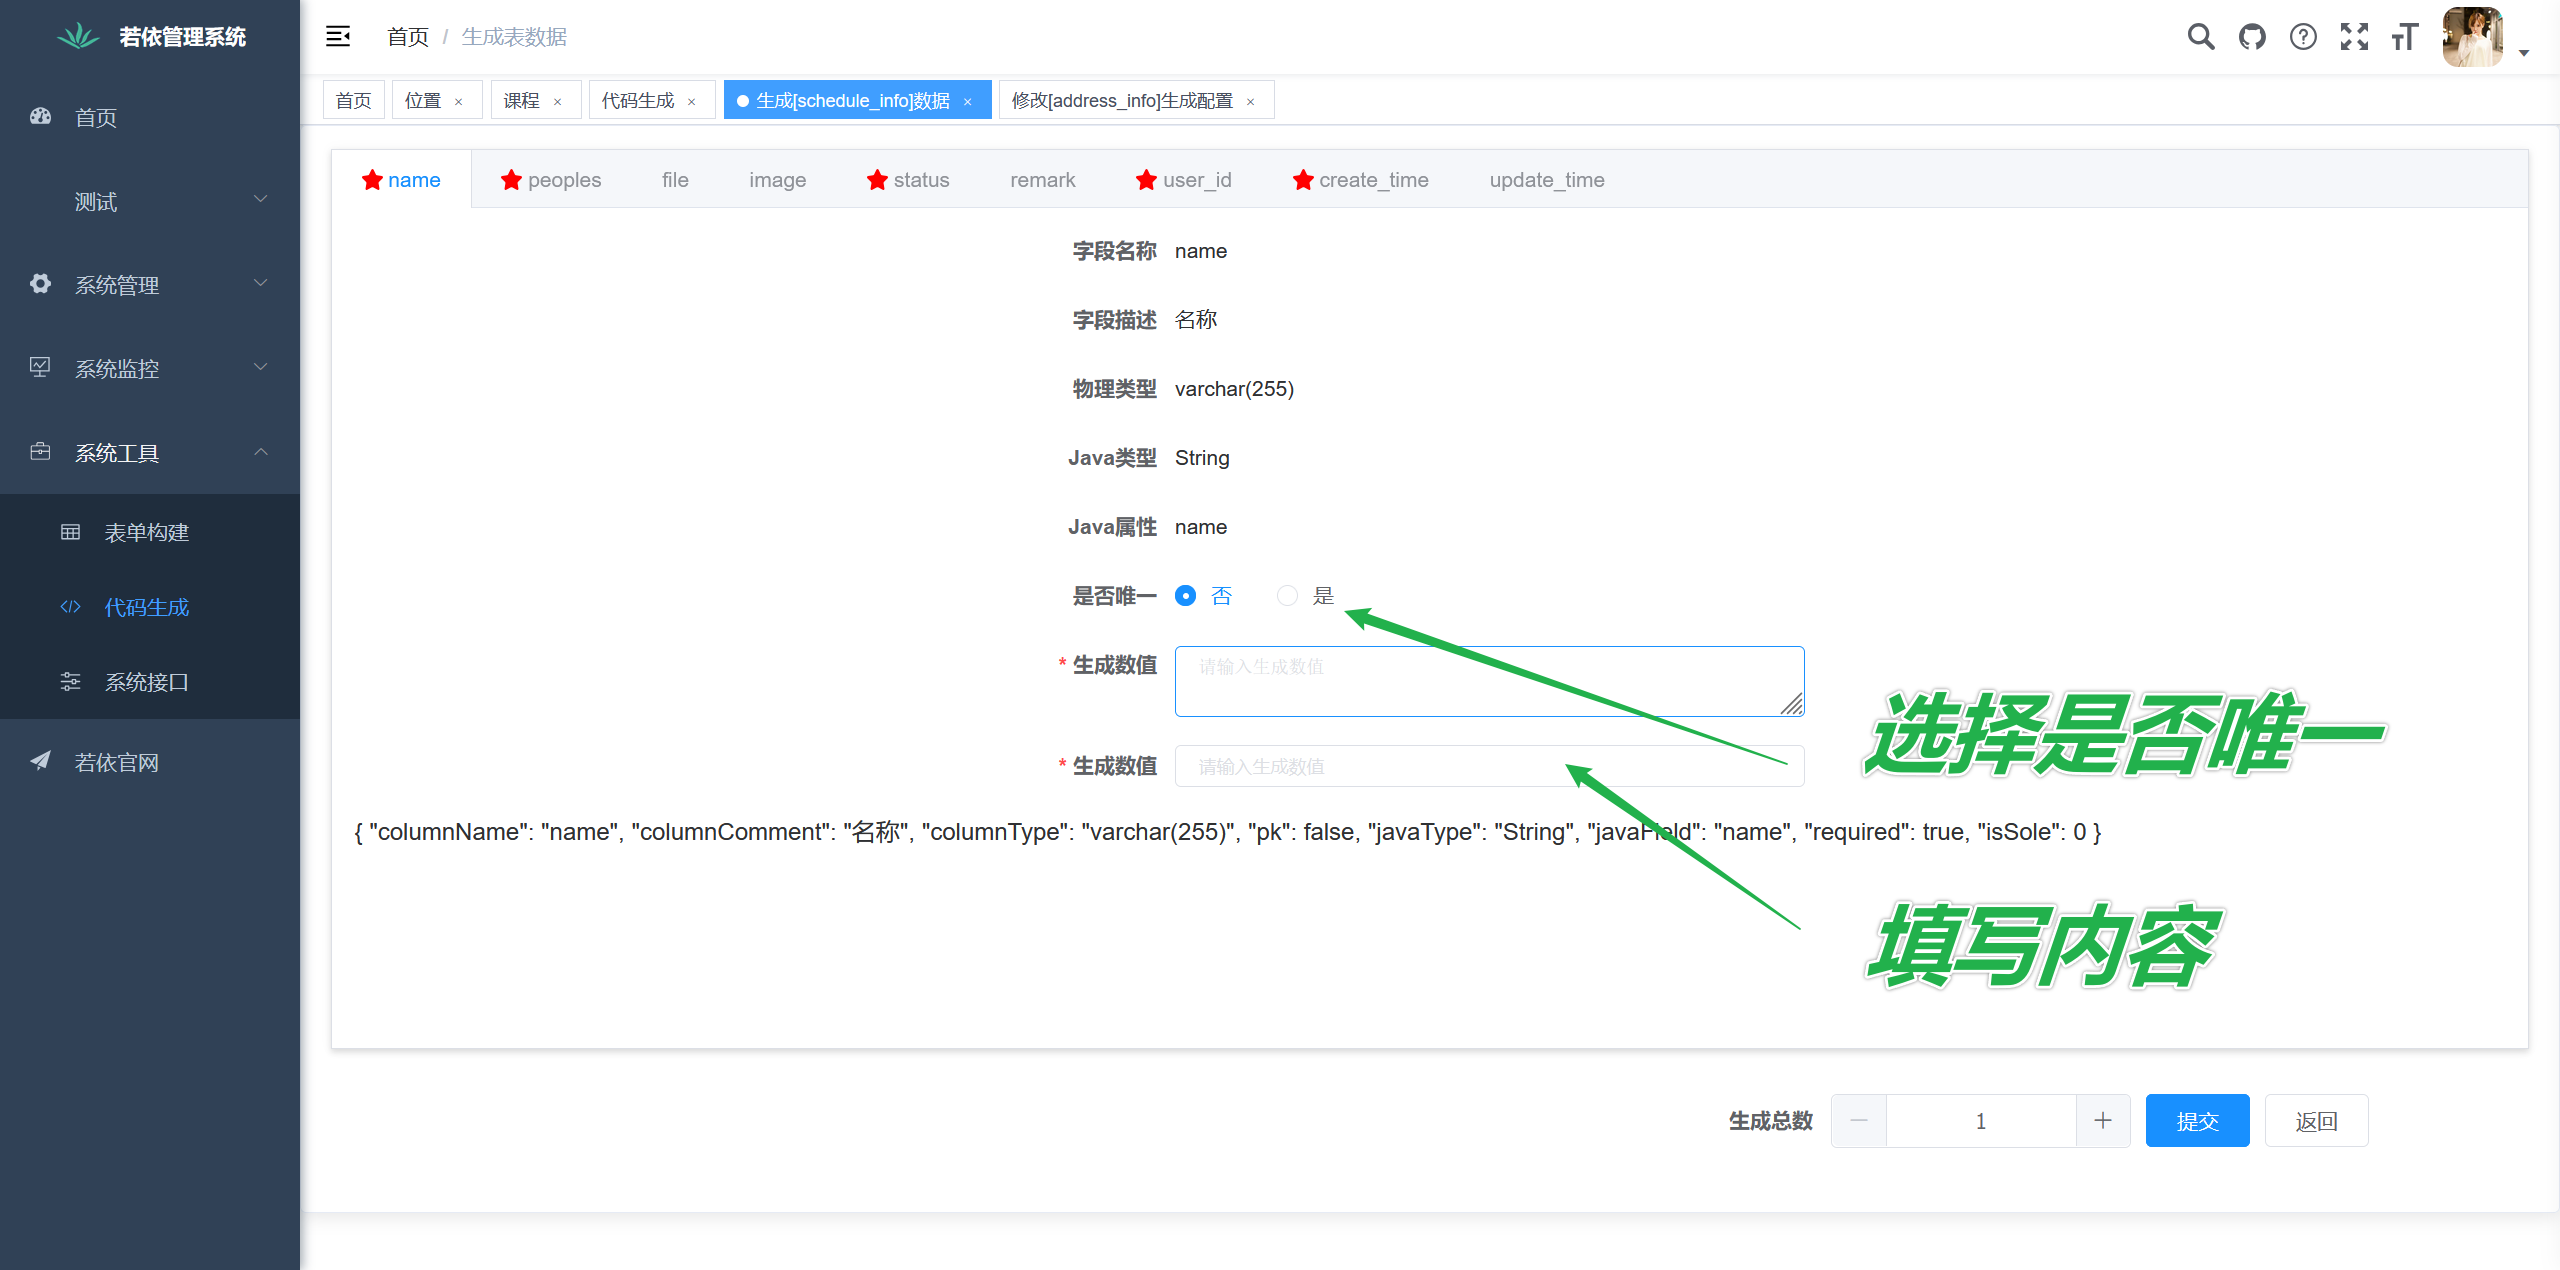 若依管理系统
首页
测试
系统管理
系统监控
系统工具
表单构建
代码生成
系统接口
若依官网
首页 / 生成表数据
首页 位置 × 课程 × 代码生成 × 生成[schedule_info]数据 × 修改[address_info]生成配置 ×
name peoples file image status remark user_id create_time update_time
字段名称 name
字段描述 名称
物理类型 varchar(255)
Java类型 String
Java属性 name
是否唯一 否 是
* 生成数值 请输入生成数值
选择是否唯一
* 生成数值 请输入生成数值
{ "columnName": "name", "columnComment": "名称", "columnType": "varchar(255)", "pk": false, "javaType": "String", "javaField": "name", "required": true, "isSole": 0 }
填写内容
生成总数 1 提交 返回